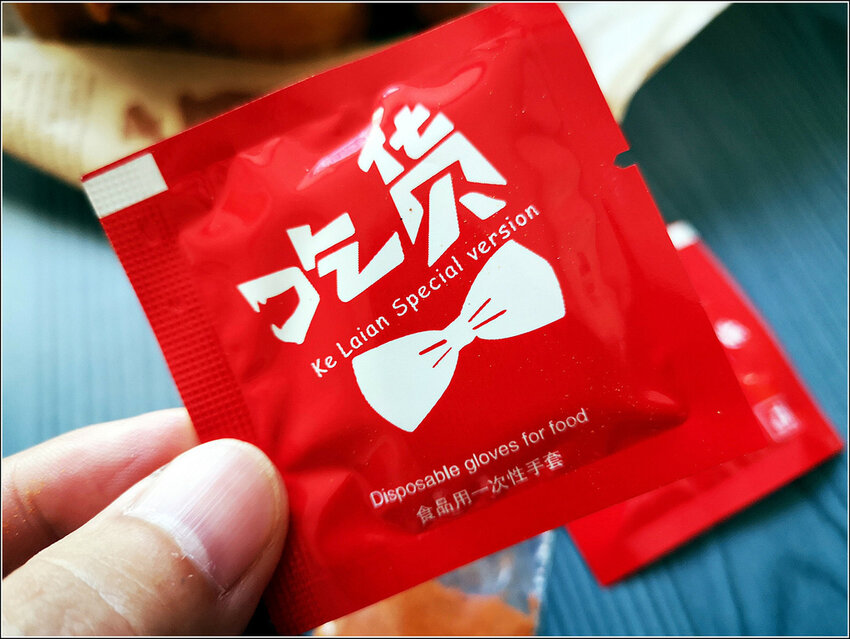 吃货
Ke Laian Special version
Disposable gloves for food
食品用一次性手套